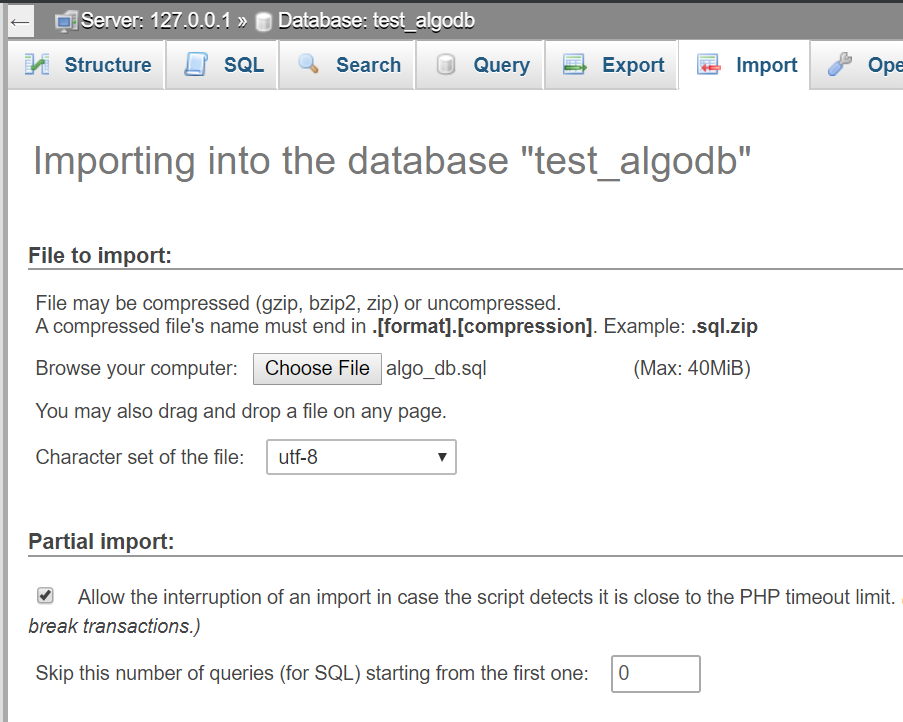 ← Server: 127.0.0.1 » Database: test_algodb
Structure SQL Search Query Export Import Ope
Importing into the database "test_algodb"
File to import:
File may be compressed (gzip, bzip2, zip) or uncompressed.
A compressed file's name must end in .[format].[compression]. Example: .sql.zip
Browse your computer: Choose File algo_db.sql (Max: 40MiB)
You may also drag and drop a file on any page.
Character set of the file: utf-8
Partial import:
Allow the interruption of an import in case the script detects it is close to the PHP timeout limit.
break transactions.)
Skip this number of queries (for SQL) starting from the first one: 0